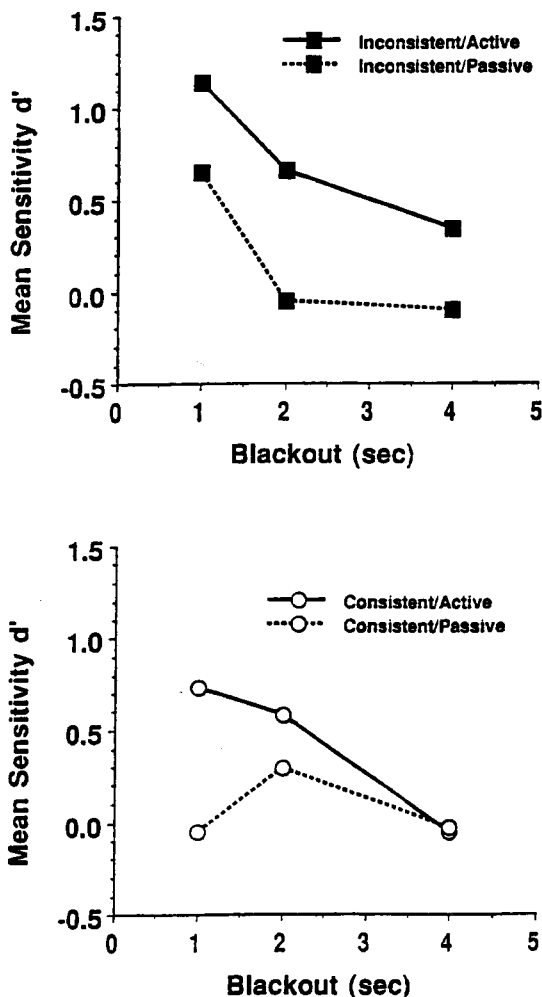 1.5
Inconsistent/Active
Inconsistent/Passive
1.0
0.5
0.0
-0.5
Mean Sensitivity d'
0 1 2 3 4 5
Blackout (sec)
1.5
Consistent/Active
Consistent/Passive
1.0
0.5
0.0
-0.5
Mean Sensitivity d'
0 1 2 3 4 5
Blackout (sec)